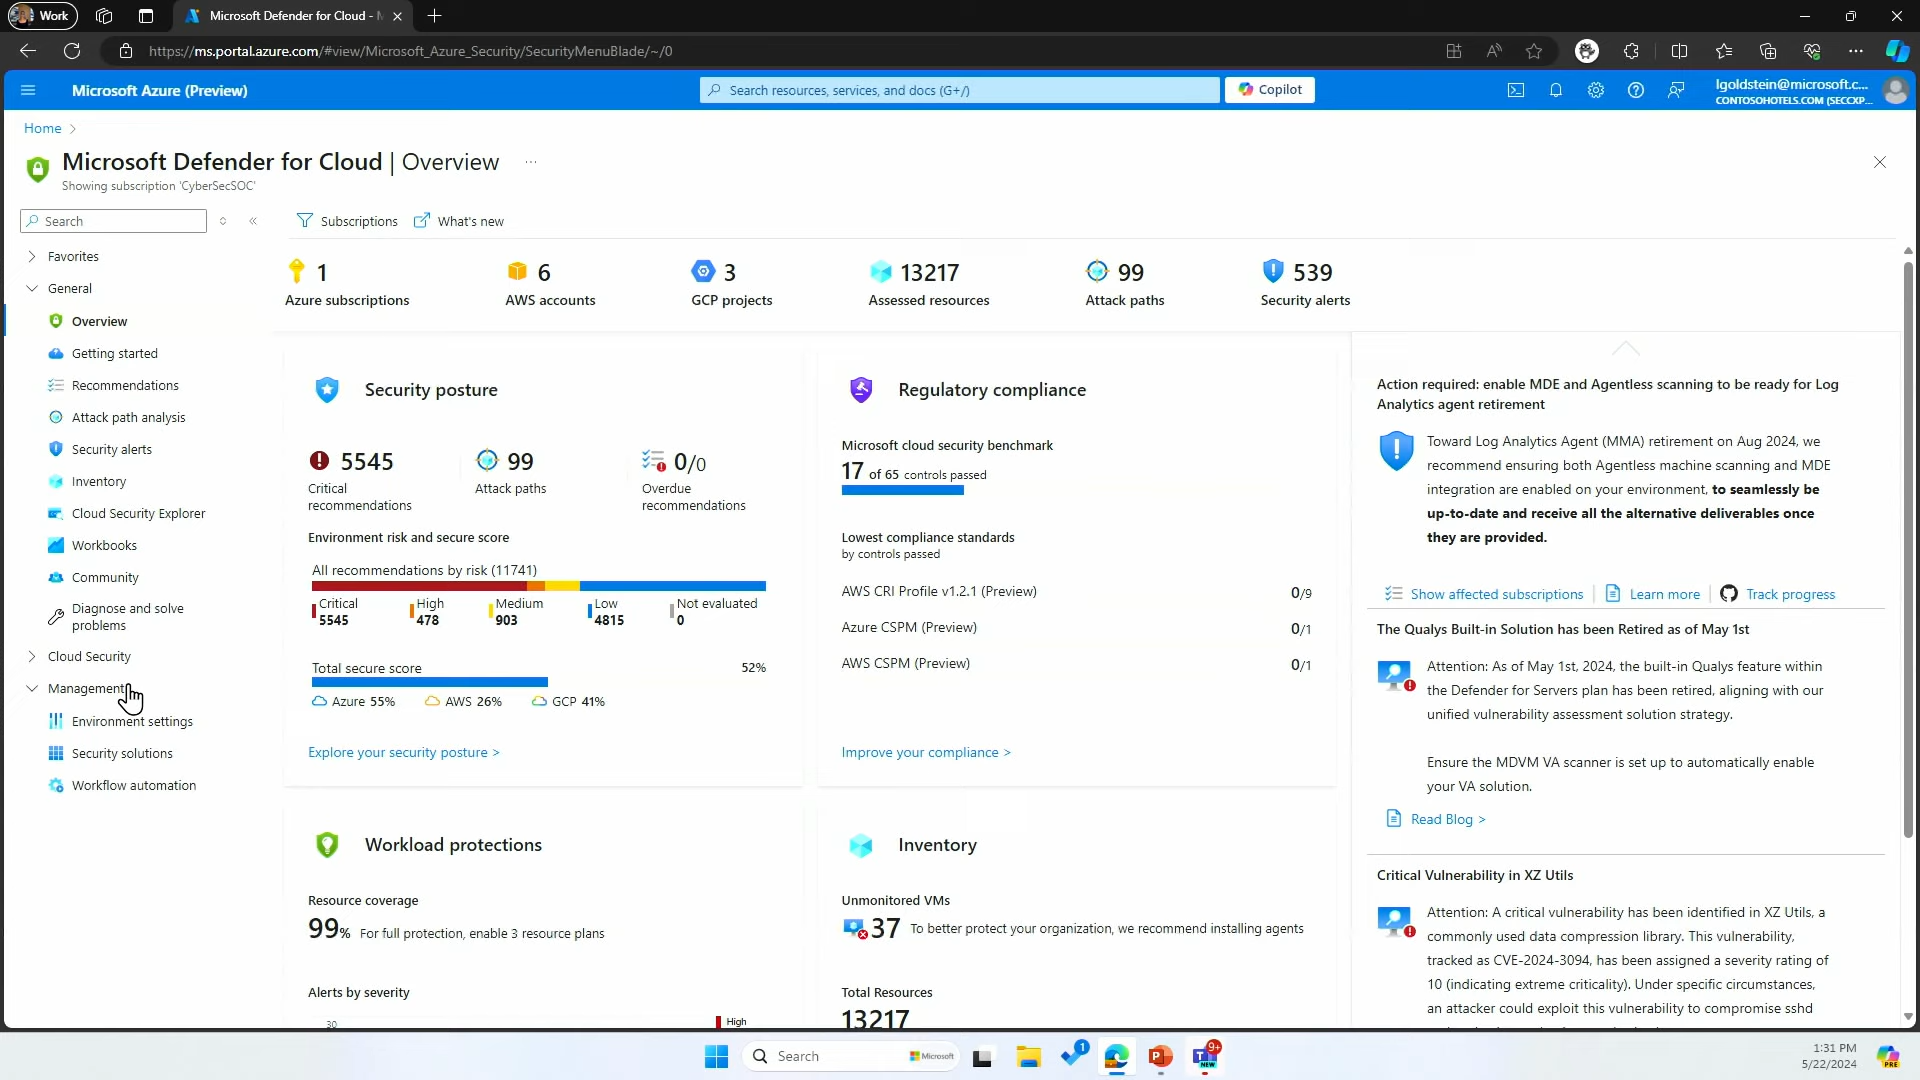 Work
Microsoft Defender for Cloud - M
https://ms.portal.azure.com/#view/Microsoft_Azure_Security/SecurityMenuBlade/~/0
Microsoft Azure (Preview)
Search resources, services, and docs (G+/)
Copilot
lgoldstein@microsoft.c...
CONTOSOHOTELS.COM (SECCXP...
Home >
Microsoft Defender for Cloud | Overview ...
Showing subscription 'CyberSecSOC'
Search
Favorites
General
Overview
Getting started
Recommendations
Attack path analysis
Security alerts
Inventory
Cloud Security Explorer
Workbooks
Community
Diagnose and solve
problems
Cloud Security
Management
Environment settings
Security solutions
Workflow automation
Subscriptions
What's new
1
Azure subscriptions
6
AWS accounts
3
GCP projects
13217
Assessed resources
99
Attack paths
539
Security alerts
Security posture
5545
Critical
recommendations
99
Attack paths
0/0
Overdue
recommendations
Environment risk and secure score
All recommendations by risk (11741)
Critical
5545
High
478
Medium
903
Low
4815
Not evaluated
0
Total secure score 52%
Azure 55% AWS 26% GCP 41%
Explore your security posture >
Regulatory compliance
Microsoft cloud security benchmark
17 of 65 controls passed
Lowest compliance standards
by controls passed
AWS CRI Profile v1.2.1 (Preview) 0/9
Azure CSPM (Preview) 0/1
AWS CSPM (Preview) 0/1
Improve your compliance >
Workload protections
Resource coverage
99% For full protection, enable 3 resource plans
Alerts by severity
30
High
Inventory
Unmonitored VMs
37 To better protect your organization, we recommend installing agents
Total Resources
13217
Action required: enable MDE and Agentless scanning to be ready for Log
Analytics agent retirement
Toward Log Analytics Agent (MMA) retirement on Aug 2024, we
recommend ensuring both Agentless machine scanning and MDE
integration are enabled on your environment, to seamlessly be
up-to-date and receive all the alternative deliverables once
they are provided.
Show affected subscriptions
Learn more
Track progress
The Qualys Built-in Solution has been Retired as of May 1st
Attention: As of May 1st, 2024, the built-in Qualys feature within
the Defender for Servers plan has been retired, aligning with our
unified vulnerability assessment solution strategy.
Ensure the MDVM VA scanner is set up to automatically enable
your VA solution.
Read Blog >
Critical Vulnerability in XZ Utils
Attention: A critical vulnerability has been identified in XZ Utils, a
commonly used data compression library. This vulnerability,
tracked as CVE-2024-3094, has been assigned a severity rating of
10 (indicating extreme criticality). Under specific circumstances,
an attacker could exploit this vulnerability to compromise sshd
Search
Microsoft
1
9+
NEW
1:31 PM
5/22/2024
PRE